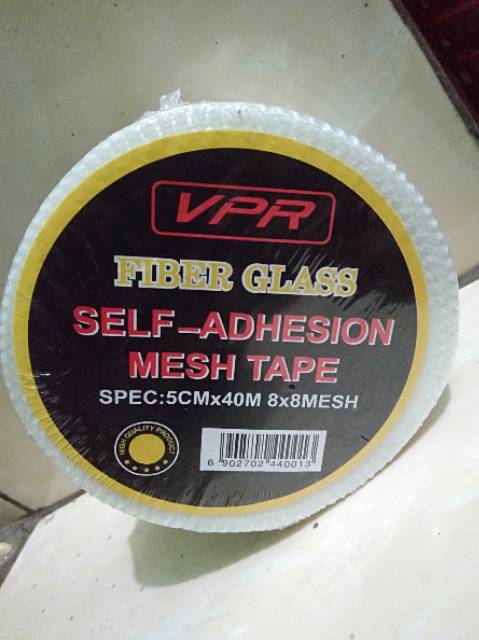 VPR
FIBER GLASS
SELF-ADHESION
MESH TAPE
SPEC:5CMx40M 8x8MESH
HIGH QUALITY PRODUCT
6 902702 440013